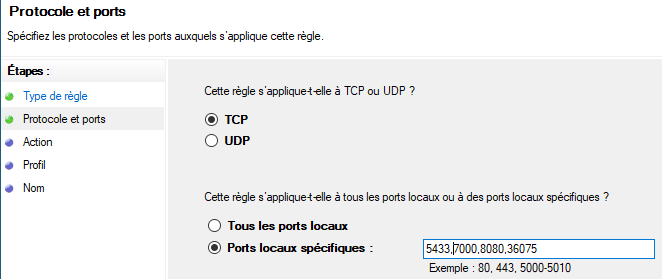 Protocole et ports
Spécifiez les protocoles et les ports auxquels s'applique cette règle.
Étapes :
Type de règle
Protocole et ports
Action
Profil
Nom
Cette règle s'applique-t-elle à TCP ou UDP ?
TCP
UDP
Cette règle s'applique-t-elle à tous les ports locaux ou à des ports locaux spécifiques ?
Tous les ports locaux
Ports locaux spécifiques :
5433,7000,8080,36075
Exemple : 80, 443, 5000-5010